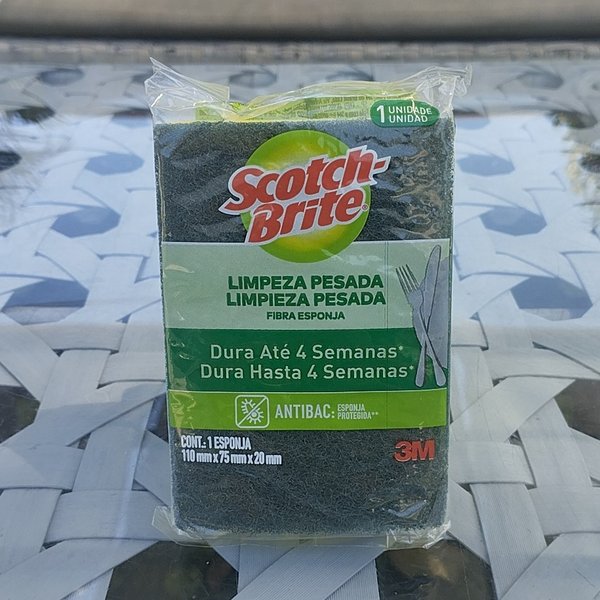 1 UNIDADE
UNIDAD
Scotch-
Brite®
LIMPEZA PESADA
LIMPIEZA PESADA
FIBRA ESPONJA
Dura Até 4 Semanas*
Dura Hasta 4 Semanas*
ANTIBAC: ESPONJA
PROTEGIDA**
CONT.: 1 ESPONJA
110 mm x 75 mm x 20 mm
3M